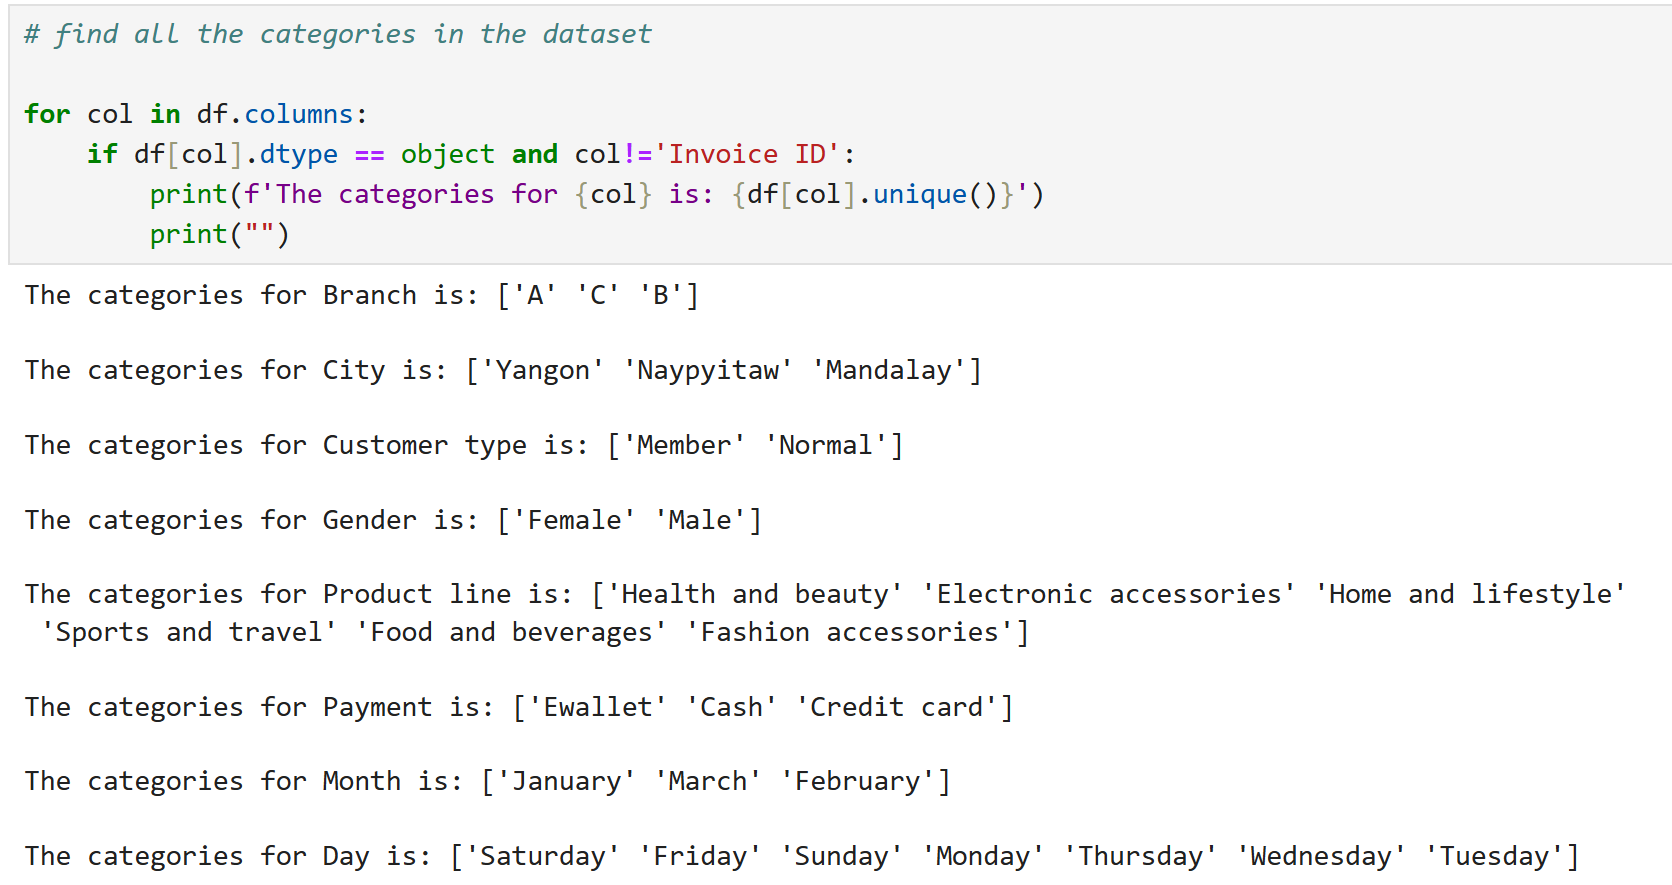 # find all the categories in the dataset
for col in df.columns:
    if df[col].dtype == object and col!='Invoice ID':
        print(f'The categories for {col} is: {df[col].unique()}')
        print("")
The categories for Branch is: ['A' 'C' 'B']
The categories for City is: ['Yangon' 'Naypyitaw' 'Mandalay']
The categories for Customer type is: ['Member' 'Normal']
The categories for Gender is: ['Female' 'Male']
The categories for Product line is: ['Health and beauty' 'Electronic accessories' 'Home and lifestyle'
 'Sports and travel' 'Food and beverages' 'Fashion accessories']
The categories for Payment is: ['Ewallet' 'Cash' 'Credit card']
The categories for Month is: ['January' 'March' 'February']
The categories for Day is: ['Saturday' 'Friday' 'Sunday' 'Monday' 'Thursday' 'Wednesday' 'Tuesday']